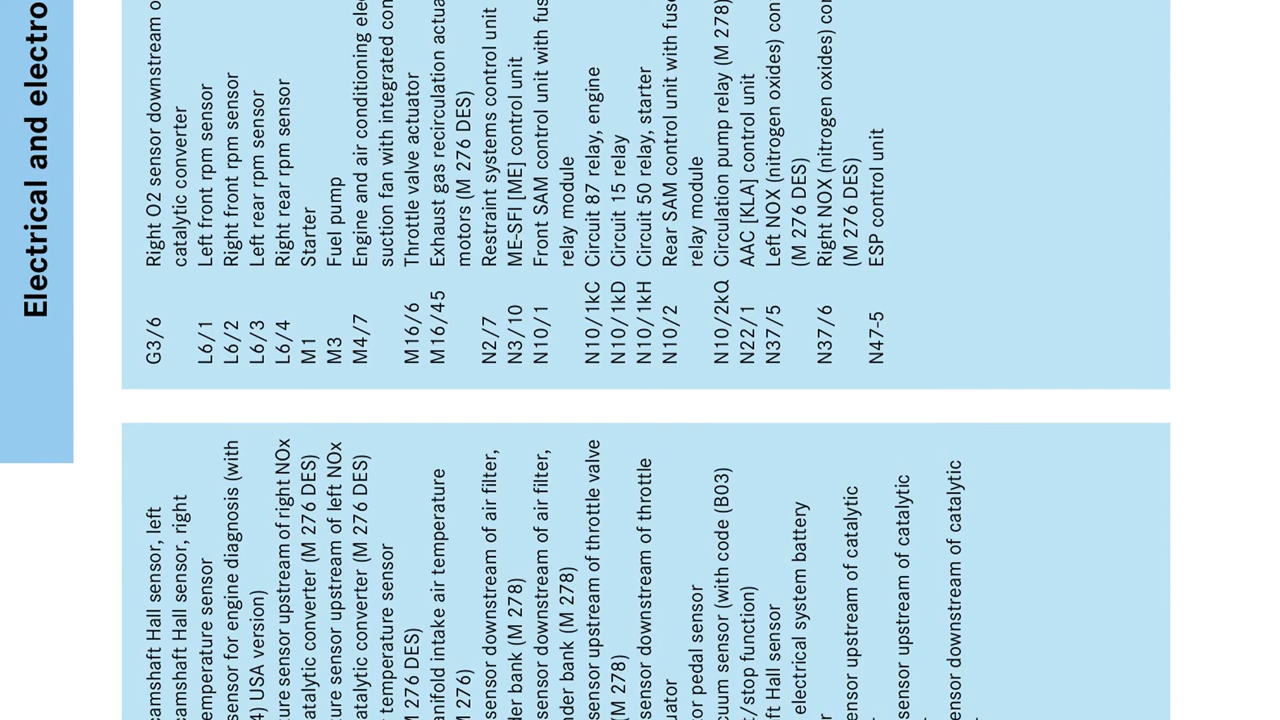 Electrical and electro
camshaft Hall sensor, left
camshaft Hall sensor, right
emperature sensor
sensor for engine diagnosis (with
4) USA version)
ture sensor upstream of right NOx
atalytic converter (M 276 DES)
ture sensor upstream of left NOx
atalytic converter (M 276 DES)
temperature sensor
M 276 DES)
anifold intake air temperature
M 276)
sensor downstream of air filter,
der bank (M 278)
sensor downstream of air filter,
nder bank (M 278)
sensor upstream of throttle valve
(M 278)
sensor downstream of throttle
uator
tor pedal sensor
cuum sensor (with code (B03)
t/stop function)
ft Hall sensor
electrical system battery
r
ensor upstream of catalytic
sensor upstream of catalytic
ensor downstream of catalytic
G3/6 Right O2 sensor downstream o
catalytic converter
L6/1 Left front rpm sensor
L6/2 Right front rpm sensor
L6/3 Left rear rpm sensor
L6/4 Right rear rpm sensor
M1 Starter
M3 Fuel pump
M4/7 Engine and air conditioning ele
suction fan with integrated con
M16/6 Throttle valve actuator
M16/45 Exhaust gas recirculation actua
motors (M 276 DES)
N2/7 Restraint systems control unit
N3/10 ME-SFI [ME] control unit
N10/1 Front SAM control unit with fus
relay module
N10/1kC Circuit 87 relay, engine
N10/1kD Circuit 15 relay
N10/1kH Circuit 50 relay, starter
N10/2 Rear SAM control unit with fuse
relay module
N10/2kQ Circulation pump relay (M 278)
N22/1 AAC [KLA] control unit
N37/5 Left NOX (nitrogen oxides) con
(M 276 DES)
N37/6 Right NOX (nitrogen oxides) co
(M 276 DES)
N47-5 ESP control unit